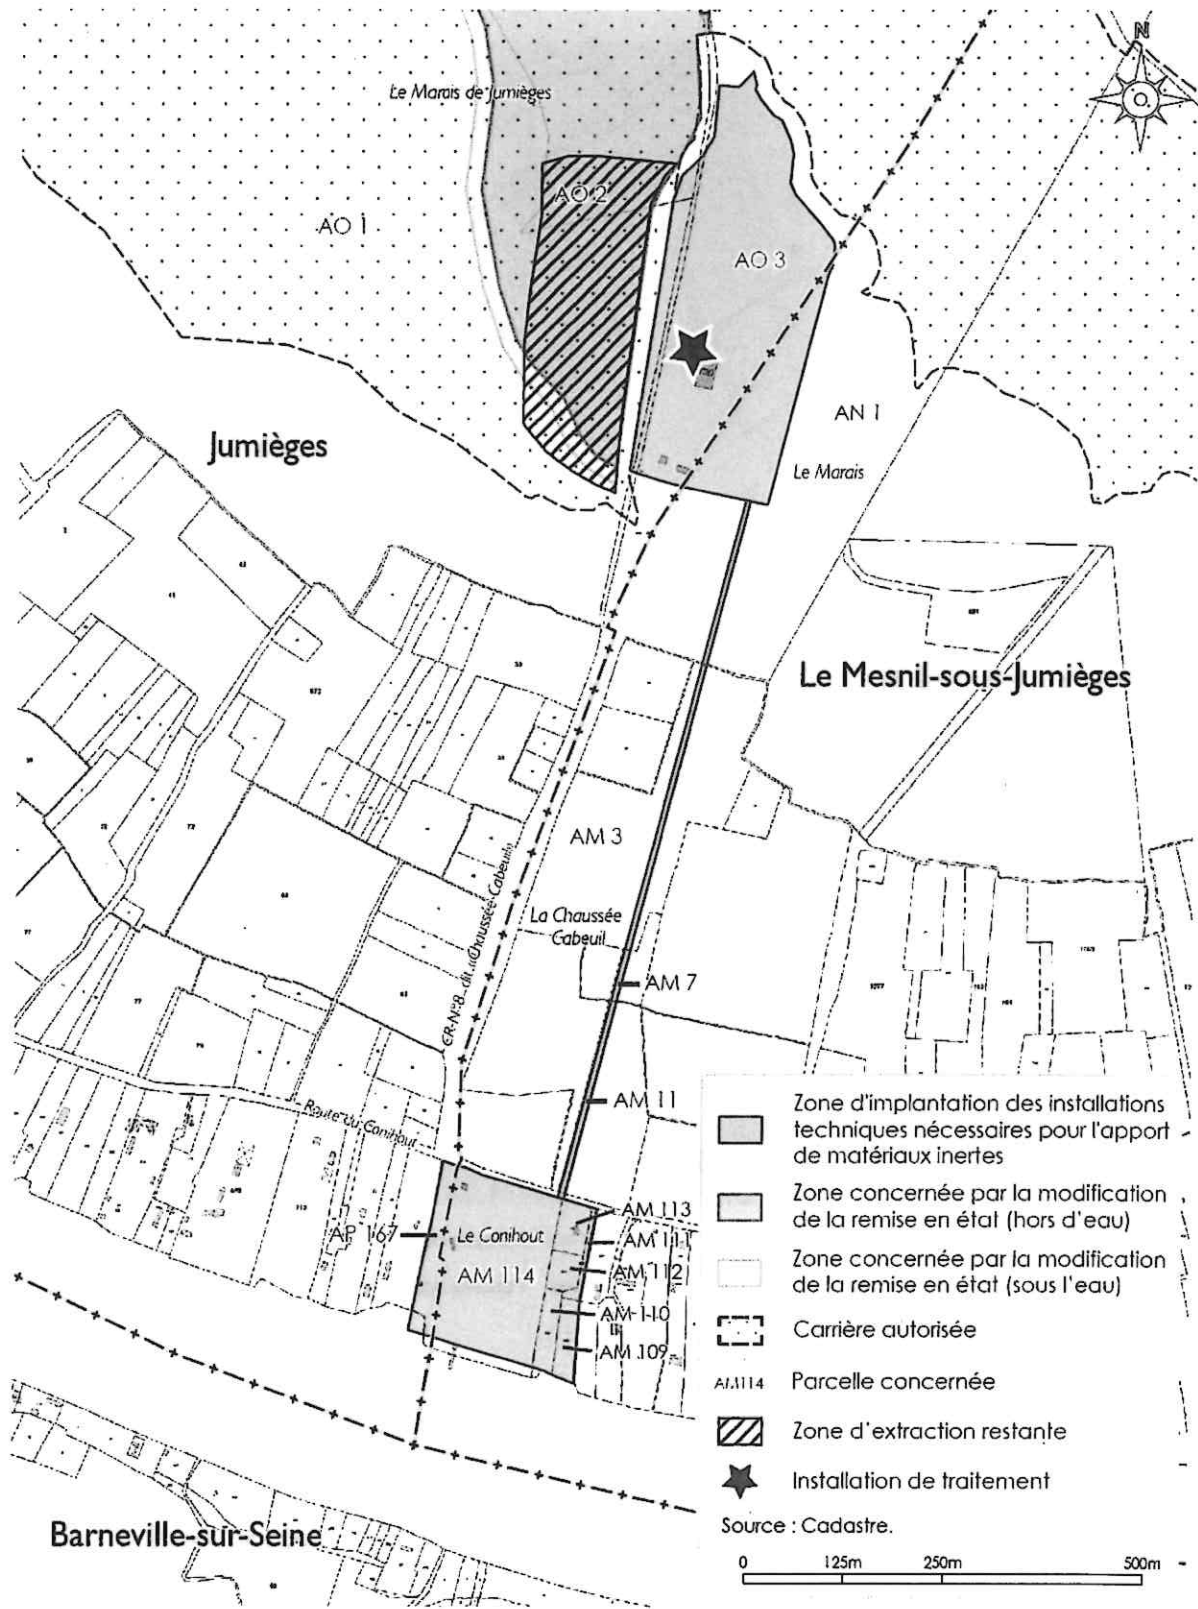 N
O
Le Marais de Jumièges
AO 2
AO 1
AO 3
AN 1
Jumièges
Le Marais
Le Mesnil-sous-Jumièges
AM 3
CR N°8 dit «Chaussée Cabeuil»
La Chaussée
Cabeuil
AM 7
AM 11
Route du Conihout
AM 113
AP 167
Le Conihout
AM 111
AM 114
AM 112
AM 110
AM 109
Zone d'implantation des installations
techniques nécessaires pour l'apport
de matériaux inertes
Zone concernée par la modification
de la remise en état (hors d'eau)
Zone concernée par la modification
de la remise en état (sous l'eau)
Carrière autorisée
AM114 Parcelle concernée
Zone d'extraction restante
Installation de traitement
Source : Cadastre.
Barneville-sur-Seine
0 125m 250m 500m